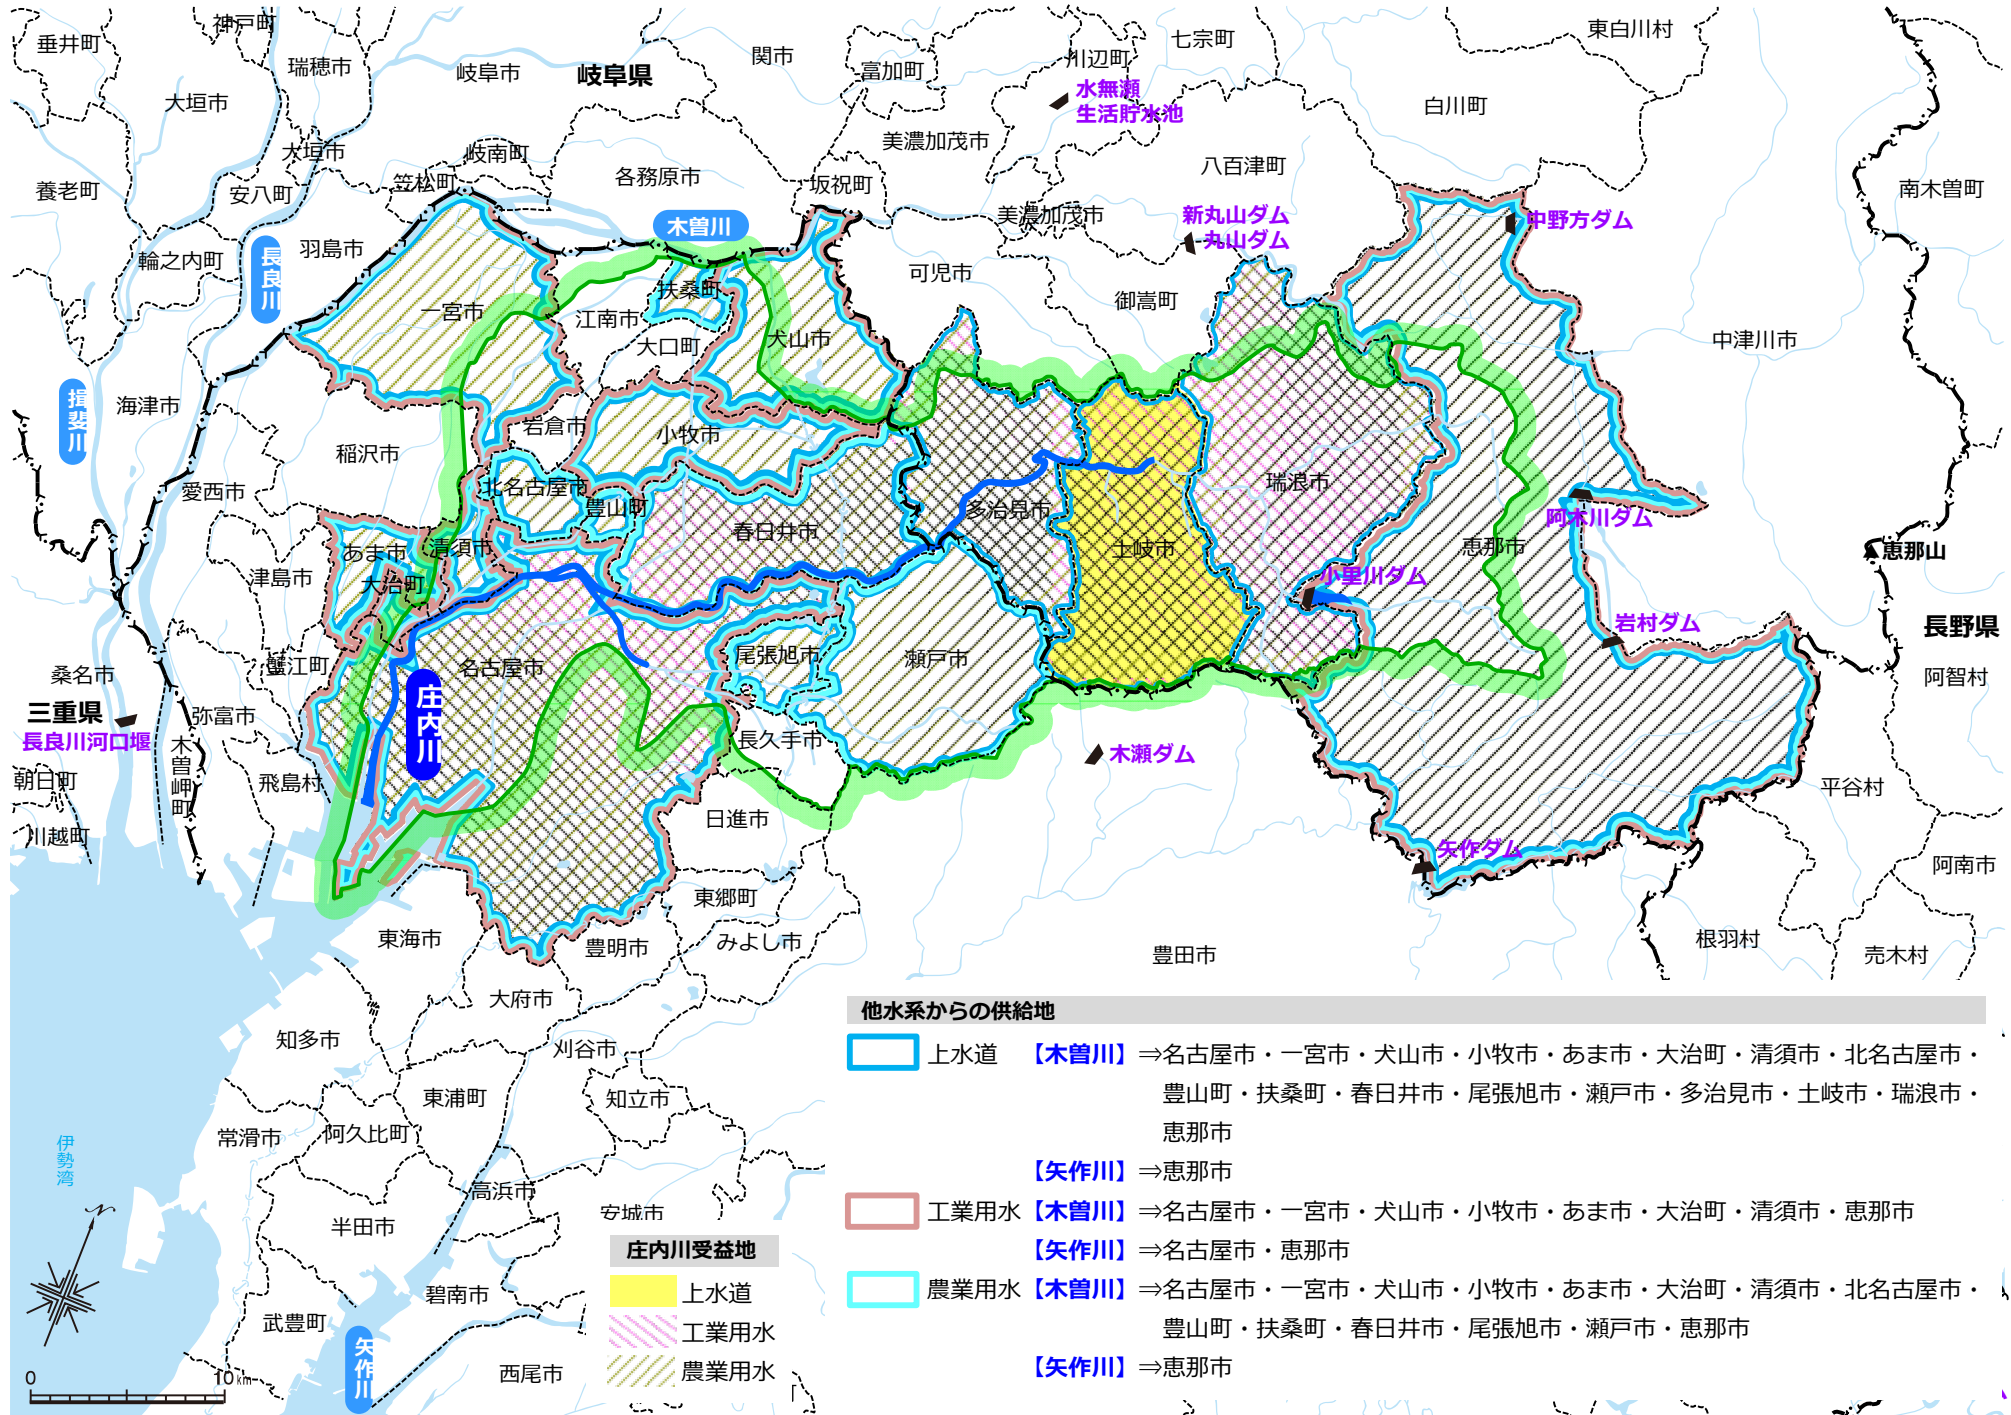 神戸町
東白川村
垂井町
瑞穂市
岐阜市
岐阜県
関市
富加町
川辺町
七宗町
水無瀬
生活貯水池
大垣市
白川町
美濃加茂市
大垣市
岐南町
各務原市
坂祝町
八百津町
養老町
安八町
笠松町
南木曽町
木曽川
美濃加茂市
新丸山ダム
丸山ダム
中野方ダム
羽島市
輪之内町
長良川
可児市
扶桑町
御嵩町
一宮市
江南市
大口町
犬山市
中津川市
揖斐川
海津市
岩倉市
小牧市
稲沢市
愛西市
北名古屋市
豊山町
瑞浪市
多治見市
阿木川ダム
春日井市
あま市
清須市
土岐市
恵那市
恵那山
津島市
大治町
小里川ダム
岩村ダム
長野県
蟹江町
名古屋市
尾張旭市
瀬戸市
桑名市
阿智村
三重県
長良川河口堰
弥富市
庄内川
長久手市
木瀬ダム
木曽岬町
朝日町
飛島村
平谷村
川越町
日進市
矢作ダム
阿南市
東郷町
東海市
豊明市
みよし市
豊田市
根羽村
売木村
大府市
知多市
刈谷市
東浦町
知立市
常滑市
阿久比町
伊勢湾
高浜市
半田市
安城市
碧南市
武豊町
矢作川
西尾市
N
0
10km
庄内川受益地
上水道
工業用水
農業用水
他水系からの供給地
上水道 【木曽川】⇒名古屋市・一宮市・犬山市・小牧市・あま市・大治町・清須市・北名古屋市・
豊山町・扶桑町・春日井市・尾張旭市・瀬戸市・多治見市・土岐市・瑞浪市・
恵那市
【矢作川】⇒恵那市
工業用水 【木曽川】⇒名古屋市・一宮市・犬山市・小牧市・あま市・大治町・清須市・恵那市
【矢作川】⇒名古屋市・恵那市
農業用水 【木曽川】⇒名古屋市・一宮市・犬山市・小牧市・あま市・大治町・清須市・北名古屋市・
豊山町・扶桑町・春日井市・尾張旭市・瀬戸市・恵那市
【矢作川】⇒恵那市